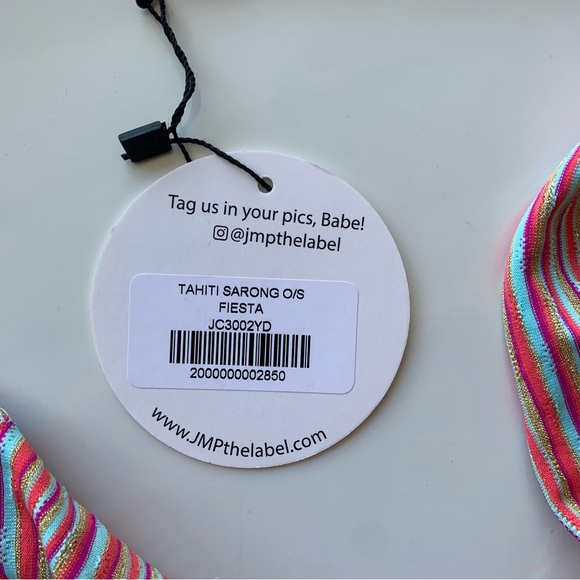 Tag us in your pics, Babe!
@jmpthelabel
TAHITI SARONG O/S
FIESTA
JC3002YD
2000000002850
www.JMPthelabel.com